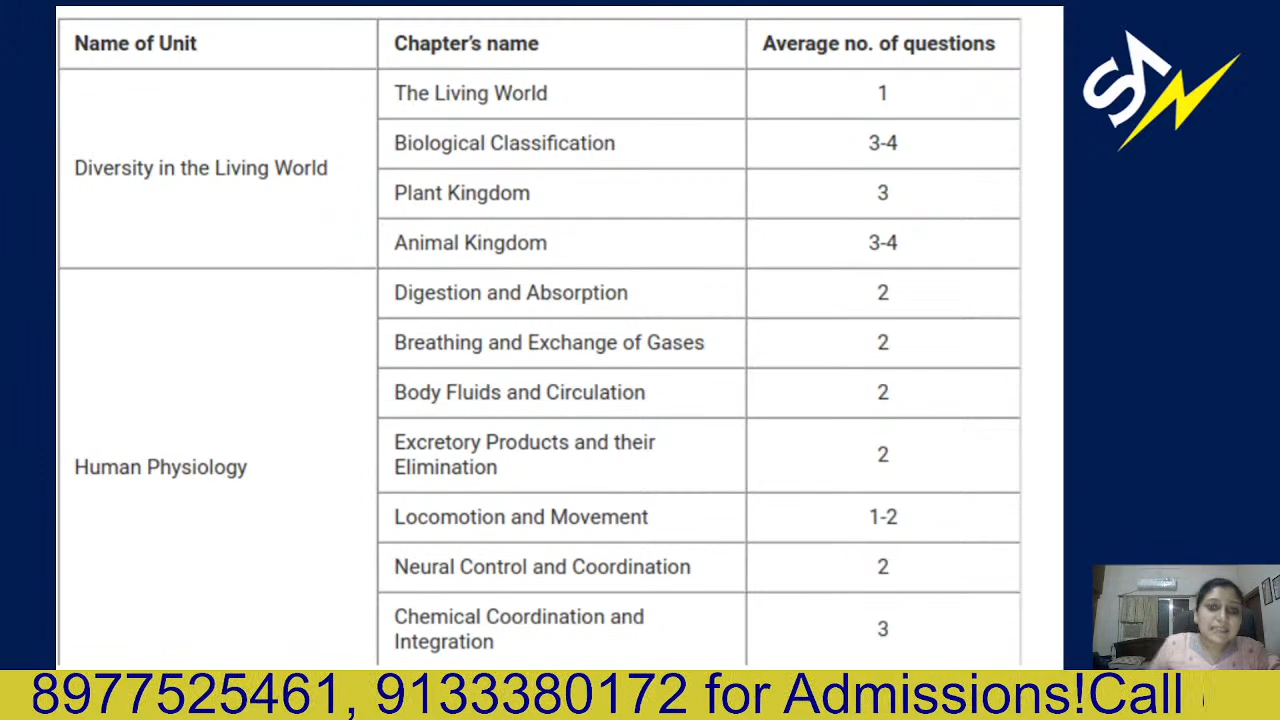 Name of Unit Chapter’s name Average no. of questions
Diversity in the Living World
The Living World 1
Biological Classification 3-4
Plant Kingdom 3
Animal Kingdom 3-4
Human Physiology
Digestion and Absorption 2
Breathing and Exchange of Gases 2
Body Fluids and Circulation 2
Excretory Products and their
Elimination
2
Locomotion and Movement 1-2
Neural Control and Coordination 2
Chemical Coordination and
Integration
3
SAN
8977525461, 9133380172 for Admissions!Call